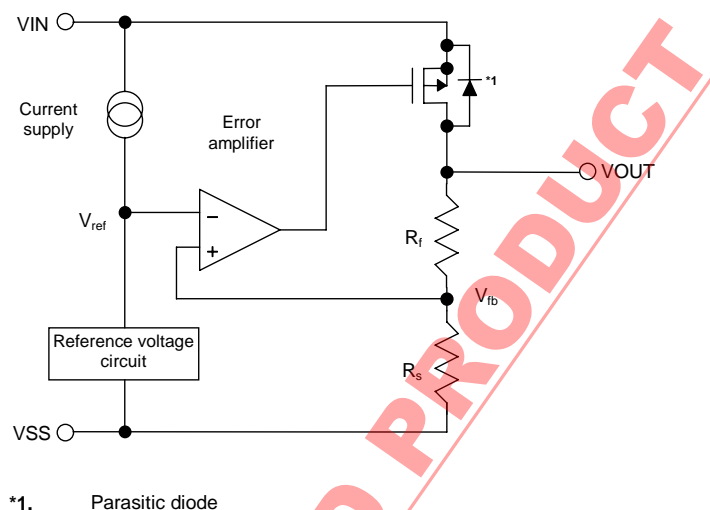 VIN
*1
Current
supply
Error
amplifier
VOUT
Vref
−
+
Rf
Vfb
Reference voltage
circuit
Rs
VSS
*1. Parasitic diode
D PRODUCT